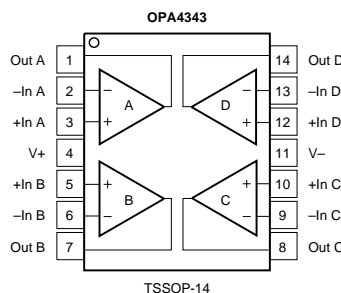 OPA4343
Out A 1 14 Out D
–In A 2 – – 13 –In D
A D
+In A 3 + + 12 +In D
V+ 4 11 V–
+In B 5 + + 10 +In C
B C
–In B 6 – – 9 –In C
Out B 7 8 Out C
TSSOP-14